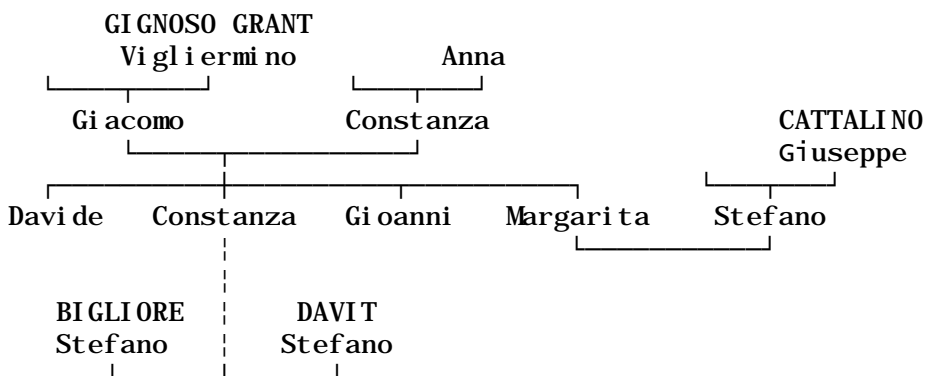 GIGNOSO GRANT
Vigliermino Anna
Giacomo Constanza CATTALINO
Giuseppe
Davide Constanza Gioanni Margarita Stefano
BIGLIORE DAVIT
Stefano Stefano